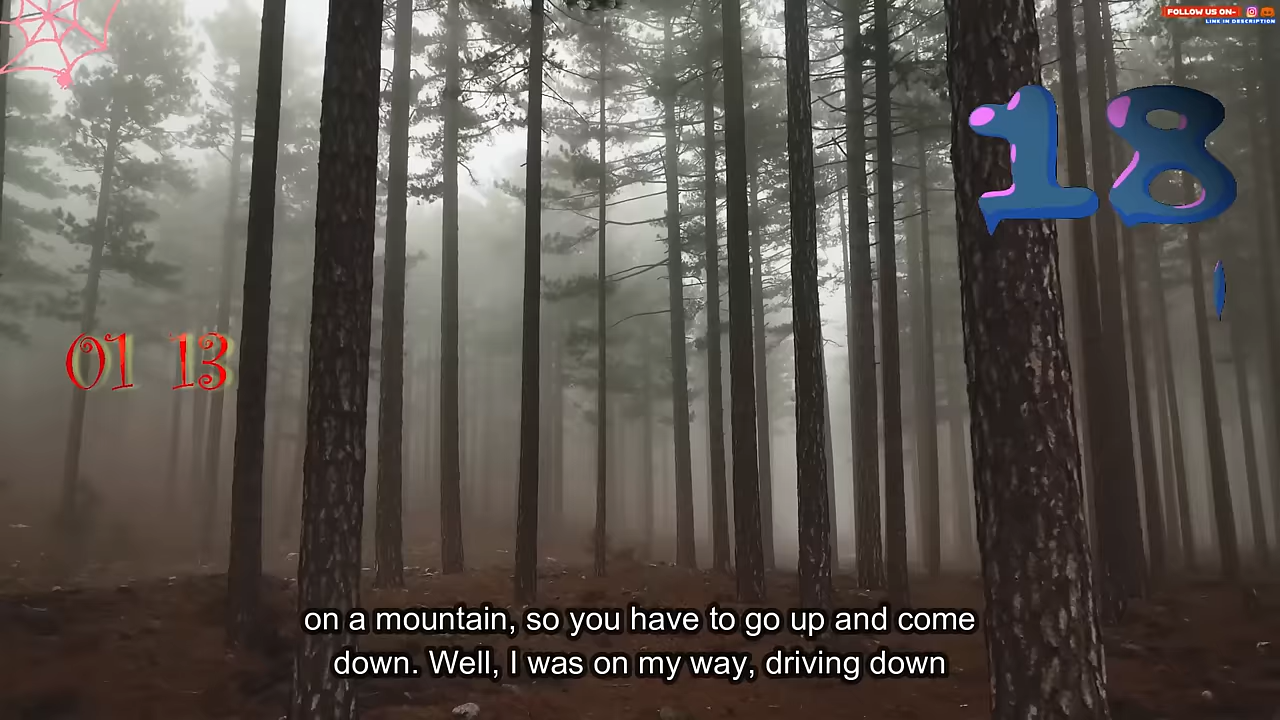 FOLLOW US ON-
LINK IN DESCRIPTION
18
01 13
on a mountain, so you have to go up and come
down. Well, I was on my way, driving down